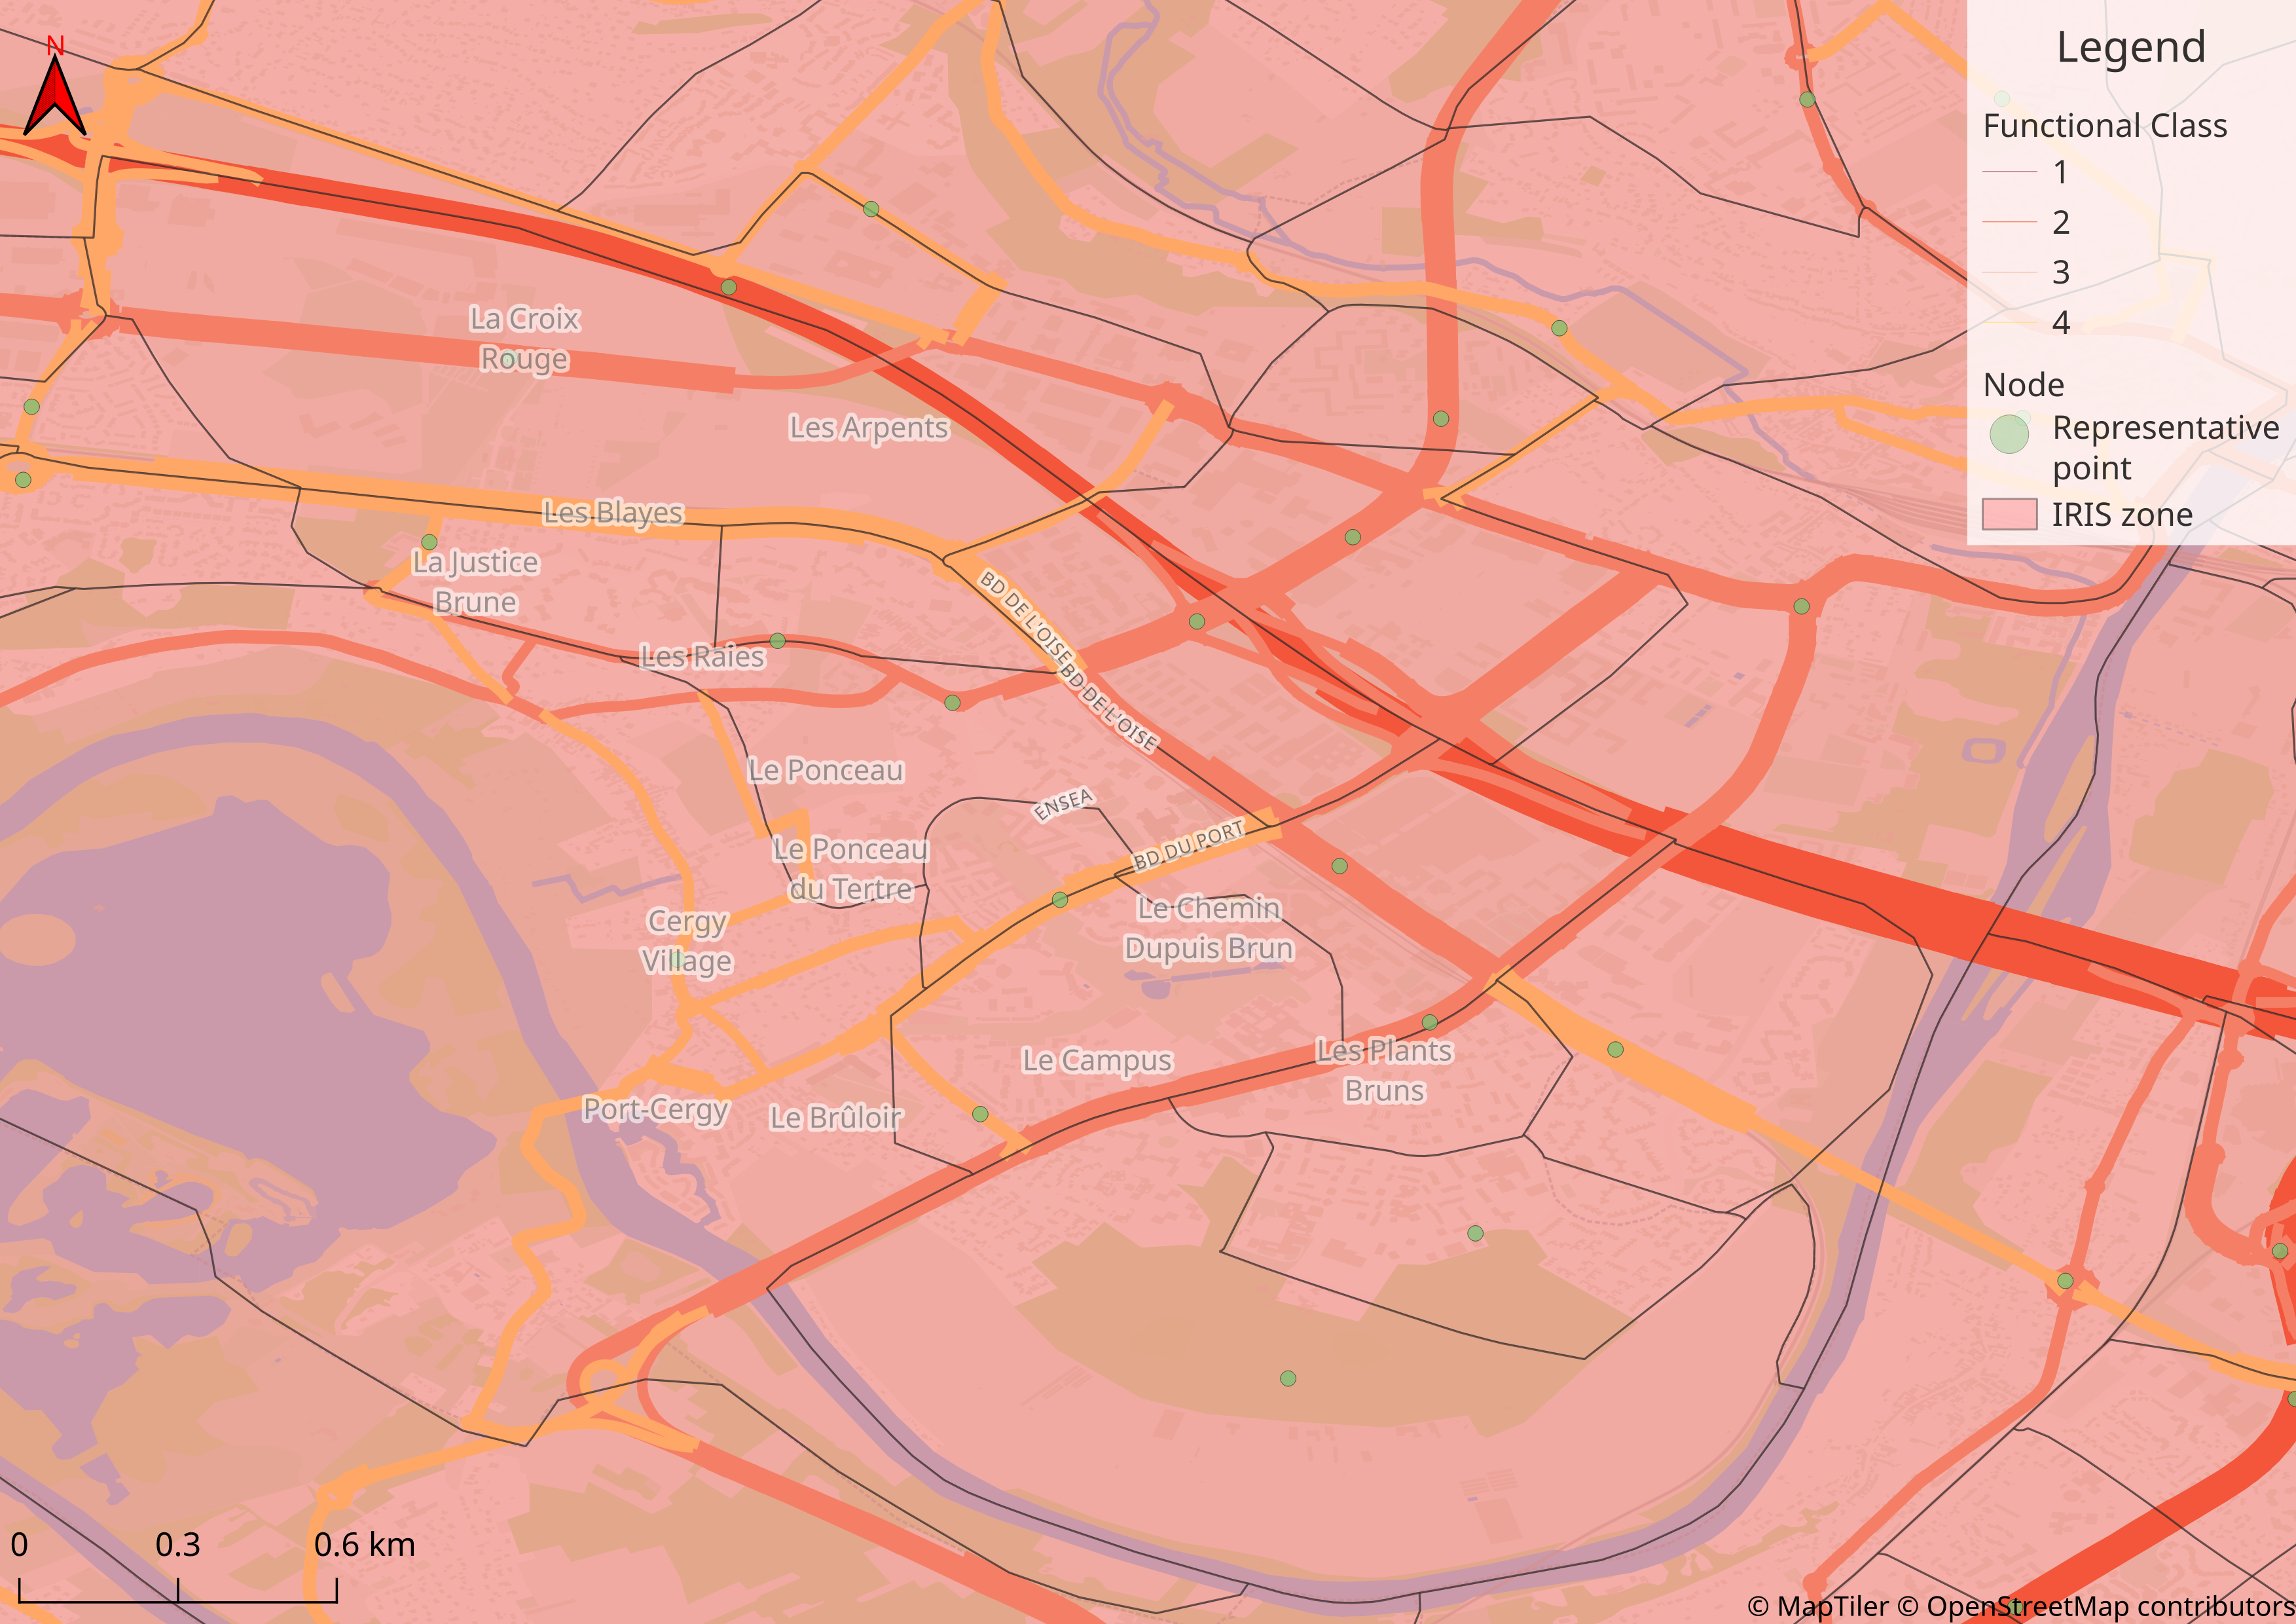 N
Legend
Functional Class
1
2
3
4
Node
Representative
point
IRIS zone
La Croix
Rouge
Les Arpents
Les Blayes
La Justice
Brune
BD DE L'OISE
BD DE L'OISE
Les Raies
Le Ponceau
ENSEA
BD DU PORT
Le Ponceau
du Tertre
Le Chemin
Dupuis Brun
Cergy
Village
Le Campus
Les Plants
Bruns
Port-Cergy
Le Brûloir
0 0.3 0.6 km
© MapTiler © OpenStreetMap contributors